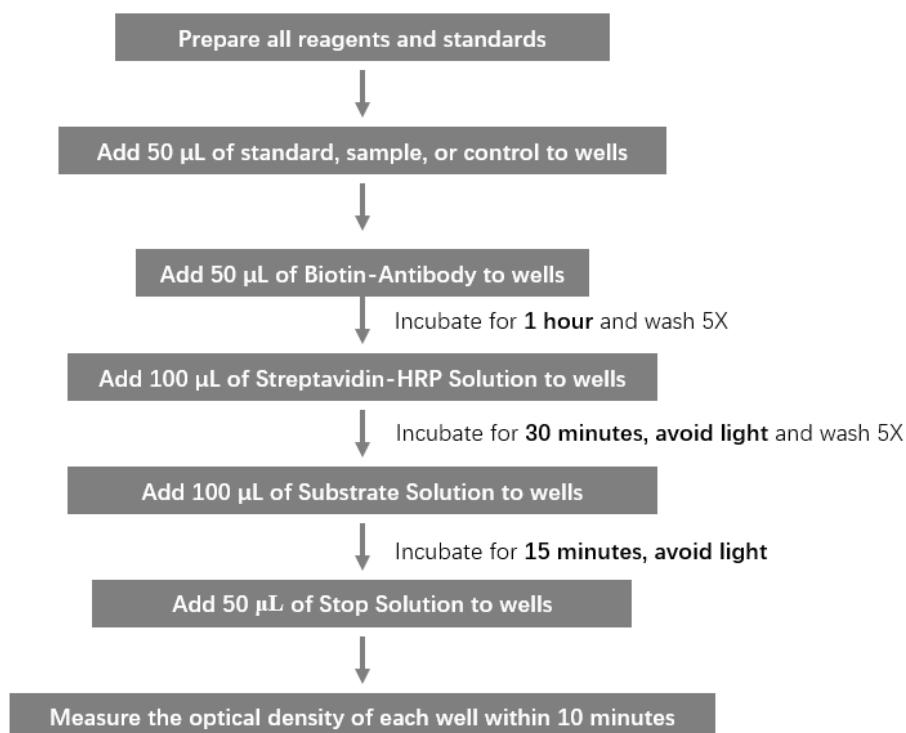 Prepare all reagents and standards
Add 50 μL of standard, sample, or control to wells
Add 50 μL of Biotin-Antibody to wells
Incubate for 1 hour and wash 5X
Add 100 μL of Streptavidin-HRP Solution to wells
Incubate for 30 minutes, avoid light and wash 5X
Add 100 μL of Substrate Solution to wells
Incubate for 15 minutes, avoid light
Add 50 μL of Stop Solution to wells
Measure the optical density of each well within 10 minutes